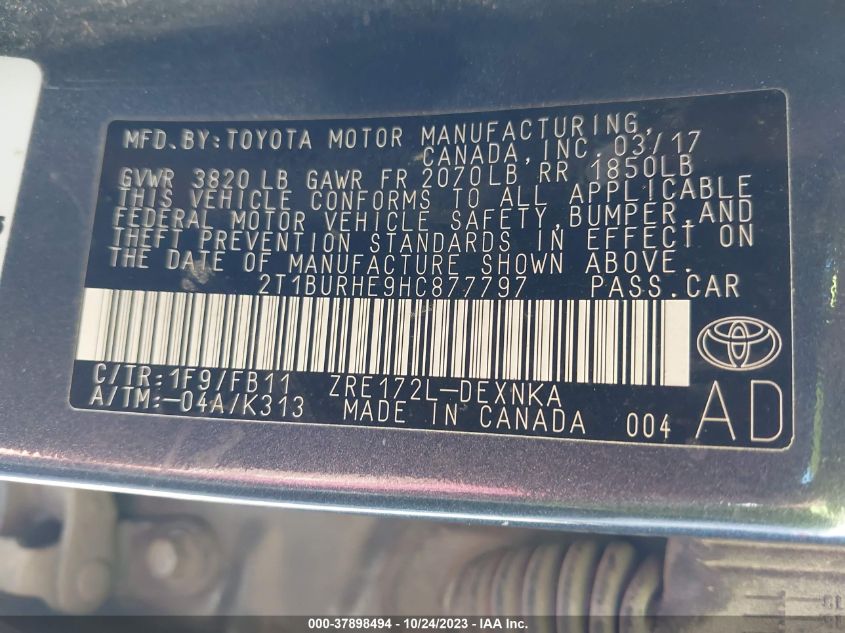 MFD.BY:TOYOTA MOTOR MANUFACTURING,
CANADA,INC. 03/17
GVWR 3820 LB GAWR FR 2070LB RR 1850LB
THIS VEHICLE CONFORMS TO ALL APPLICABLE
FEDERAL MOTOR VEHICLE SAFETY,BUMPER,AND
THEFT PREVENTION STANDARDS IN EFFECT ON
THE DATE OF MANUFACTURE SHOWN ABOVE.
2T1BURHE9HC877797 PASS.CAR
C/TR:1F9/FB11 ZRE172L-DEXNKA
A/TM:-04A/K313 MADE IN CANADA 004 AD
000-37898494 - 10/24/2023 - IAA Inc.